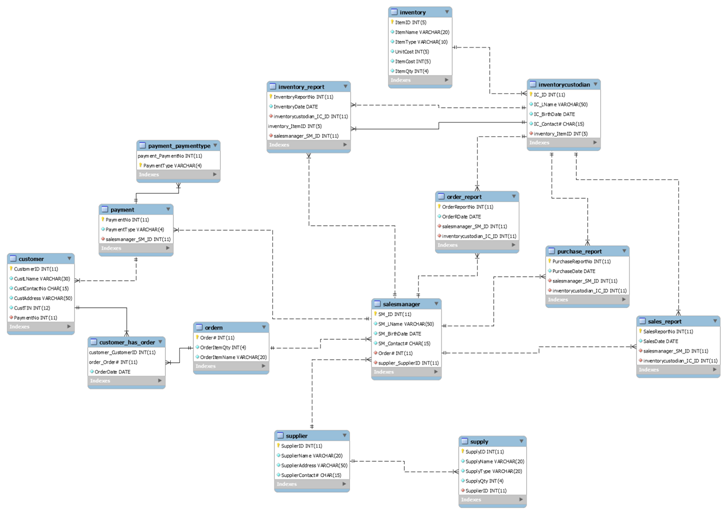 inventory
ItemID INT(5)
ItemName VARCHAR(20)
ItemType VARCHAR(10)
UnitCost INT(5)
ItemCost INT(5)
ItemQty INT(4)
Indexes
inventory_report
InventoryReportNo INT(11)
InventoryDate DATE
inventorycustodian_IC_ID INT(11)
inventory_ItemID INT(5)
salesmanager_SM_ID INT(11)
Indexes
inventorycustodian
IC_ID INT(11)
IC_LName VARCHAR(50)
IC_BirthDate DATE
IC_Contact# CHAR(15)
inventory_ItemID INT(5)
Indexes
payment_paymenttype
payment_PaymentNo INT(11)
PaymentType VARCHAR(4)
Indexes
payment
PaymentNo INT(11)
PaymentType VARCHAR(4)
salesmanager_SM_ID INT(11)
Indexes
order_report
OrderReportNo INT(11)
OrderRDate DATE
salesmanager_SM_ID INT(11)
inventorycustodian_IC_ID INT(11)
Indexes
customer
CustomerID INT(11)
CustLName VARCHAR(30)
CustContactNo CHAR(15)
CustAddress VARCHAR(50)
CustTIN INT(12)
PaymentNo INT(11)
Indexes
purchase_report
PurchaseReportNo INT(11)
PurchaseDate DATE
salesmanager_SM_ID INT(11)
inventorycustodian_IC_ID INT(11)
Indexes
salesmanager
SM_ID INT(11)
SM_LName VARCHAR(50)
SM_BirthDate DATE
SM_Contact# CHAR(15)
Order# INT(11)
supplier_SupplierID INT(11)
Indexes
sales_report
SalesReportNo INT(11)
SalesDate DATE
salesmanager_SM_ID INT(11)
inventorycustodian_IC_ID INT(11)
Indexes
customer_has_order
customer_CustomerID INT(11)
order_Order# INT(11)
OrderDate DATE
Indexes
orderm
Order# INT(11)
OrderItemQty INT(4)
OrderItemName VARCHAR(20)
Indexes
supplier
SupplierID INT(11)
SupplierName VARCHAR(20)
SupplierAddress VARCHAR(50)
SupplierContact# CHAR(15)
Indexes
supply
SupplyID INT(11)
SupplyName VARCHAR(20)
SupplyType VARCHAR(20)
SupplyQty INT(4)
SupplierID INT(11)
Indexes